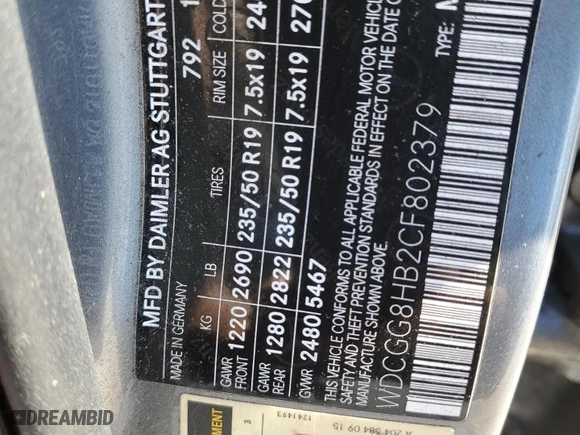 MFD BY DAIMLER AG STUTTGART
MADE IN GERMANY 792
KG LB TIRES RIM SIZE COLD
GAWR 1220 2690 235/50 R19 7.5x19 24
GAWR REAR 1280 2822 235/50 R19 7.5x19 270
GVWR 2480 5467
THIS VEHICLE CONFORMS TO ALL APPLICABLE FEDERAL MOTOR VEHICLE
SAFETY AND THEFT PREVENTION STANDARDS IN EFFECT ON THE DATE O
MANUFACTURE SHOWN ABOVE.
WDCGG8HB2CF802379
TYPE:
3
1241493
A 204 584 09 15
DREAMBID